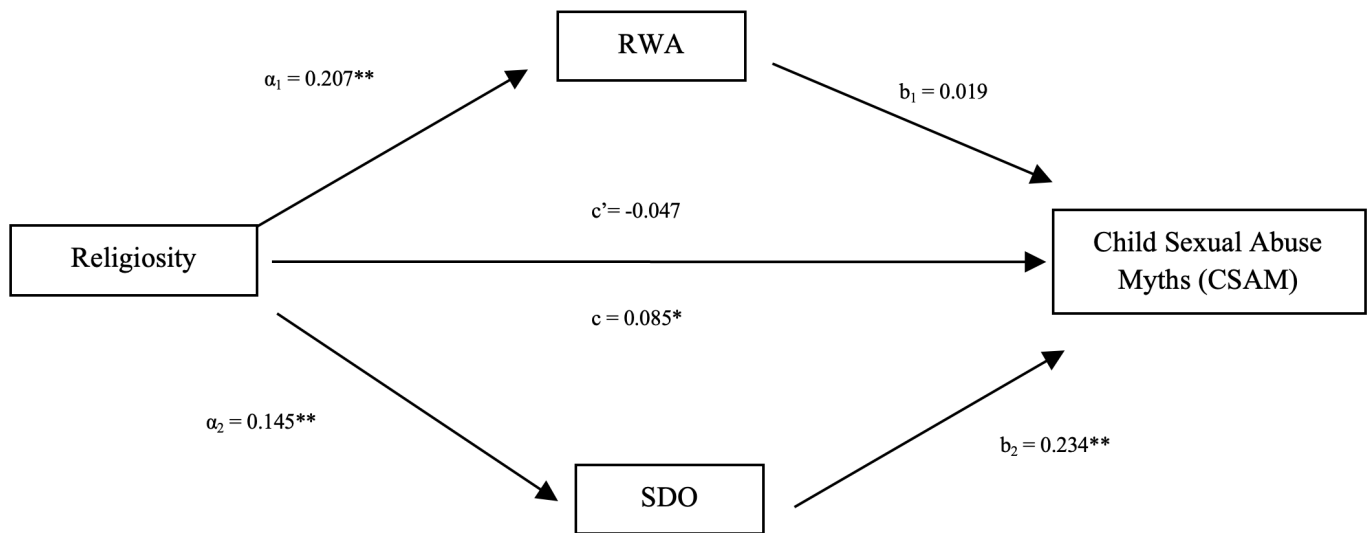 RWA
α₁ = 0.207**
b₁ = 0.019
c’= -0.047
Religiosity
Child Sexual Abuse
Myths (CSAM)
c = 0.085*
α₂ = 0.145**
b₂ = 0.234**
SDO